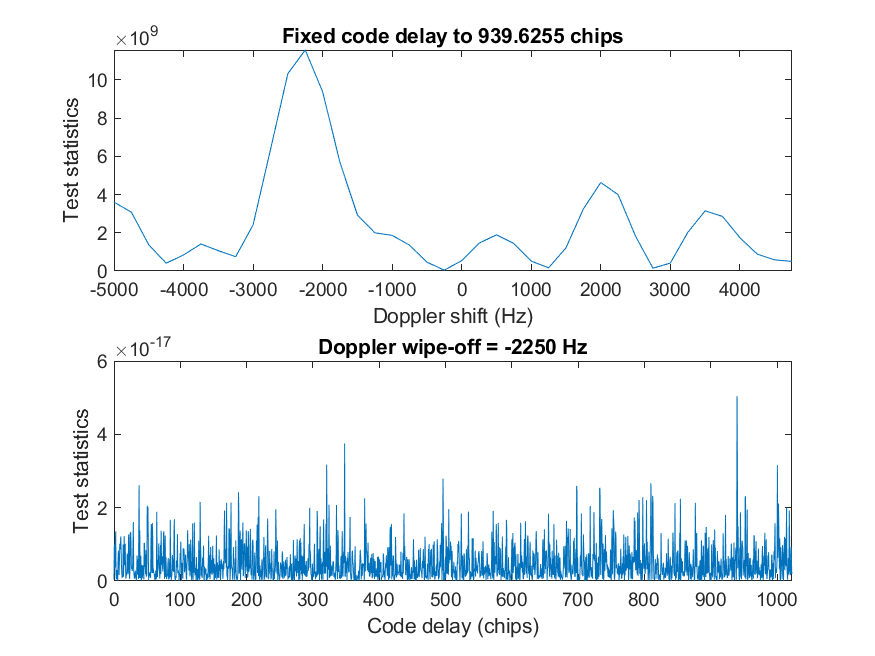 ×10^9
Fixed code delay to 939.6255 chips
Test statistics
10
8
6
4
2
0
-5000 -4000 -3000 -2000 -1000 0 1000 2000 3000 4000
Doppler shift (Hz)
×10^-17
Doppler wipe-off = -2250 Hz
Test statistics
6
4
2
0
0 100 200 300 400 500 600 700 800 900 1000
Code delay (chips)